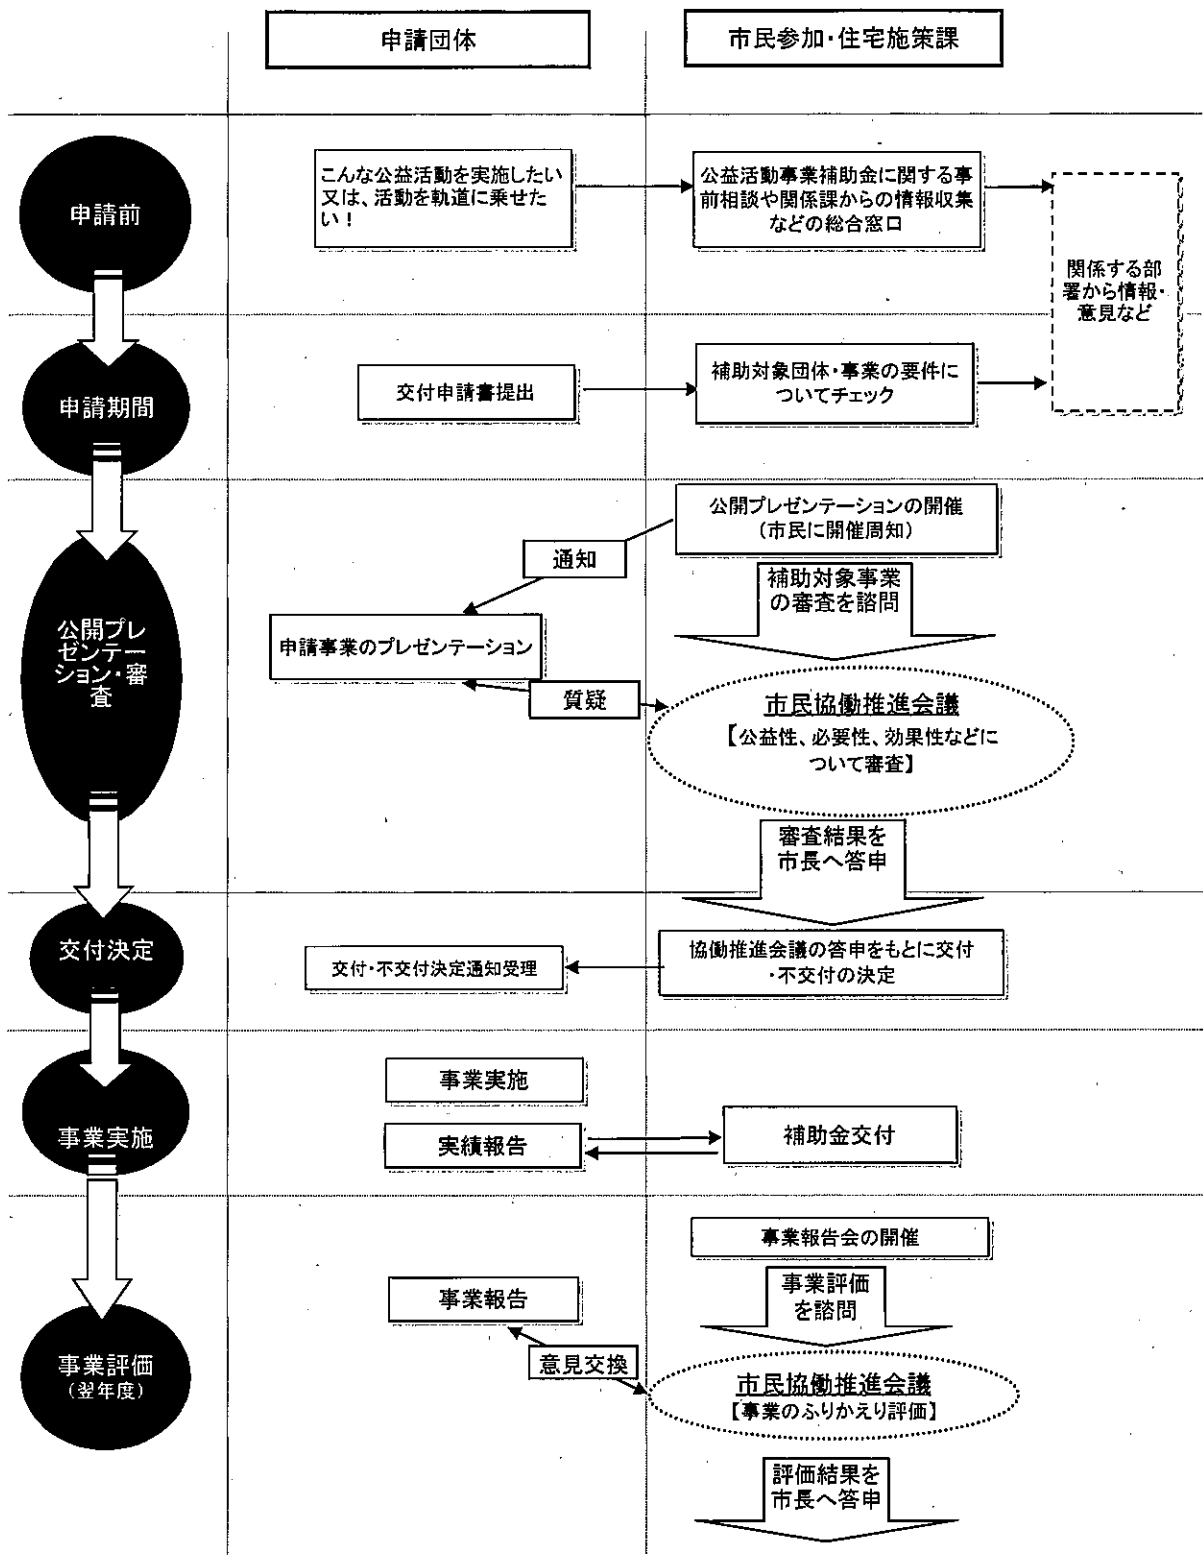 申請団体
市民参加・住宅施策課
申請前
こんな公益活動を実施したい
又は、活動を軌道に乗せた
い！
公益活動事業補助金に関する事
前相談や関係課からの情報収集
などの総合窓口
関係する部
署から情報・
意見など
申請期間
交付申請書提出
補助対象団体・事業の要件に
ついてチェック
公開プレゼンテーションの開催
（市民に開催周知）
通知
補助対象事業
の審査を諮問
公開プレ
ゼンテー
ション・審
査
申請事業のプレゼンテーション
質疑
市民協働推進会議
【公益性、必要性、効果性などに
ついて審査】
審査結果を
市長へ答申
交付決定
交付・不交付決定通知受理
協働推進会議の答申をもとに交付
・不交付の決定
事業実施
事業実施
実績報告
補助金交付
事業報告会の開催
事業報告
事業評価
を諮問
意見交換
事業評価
（翌年度）
市民協働推進会議
【事業のふりかえり評価】
評価結果を
市長へ答申